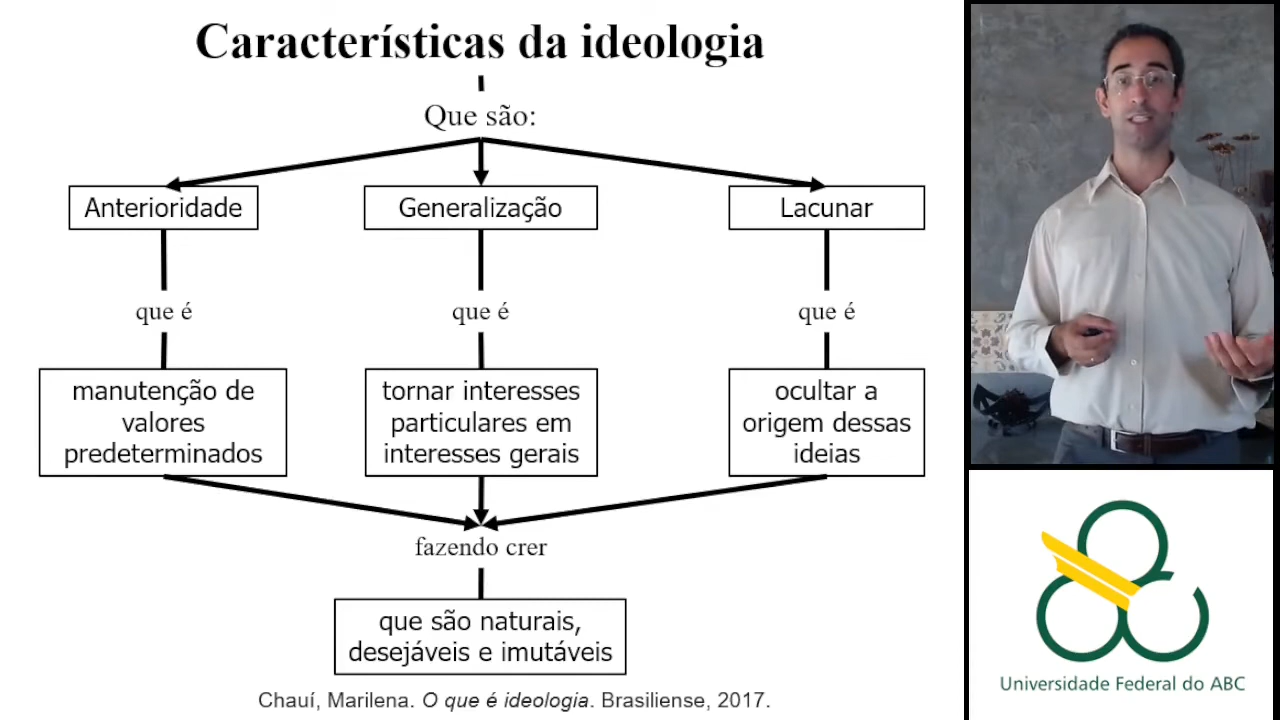 Características da ideologia
Que são:
Anterioridade
Generalização
Lacunar
que é
que é
que é
manutenção de
valores
predeterminados
tornar interesses
particulares em
interesses gerais
ocultar a
origem dessas
ideias
fazendo crer
que são naturais,
desejáveis e imutáveis
Chauí, Marilena. O que é ideologia. Brasiliense, 2017.
Universidade Federal do ABC